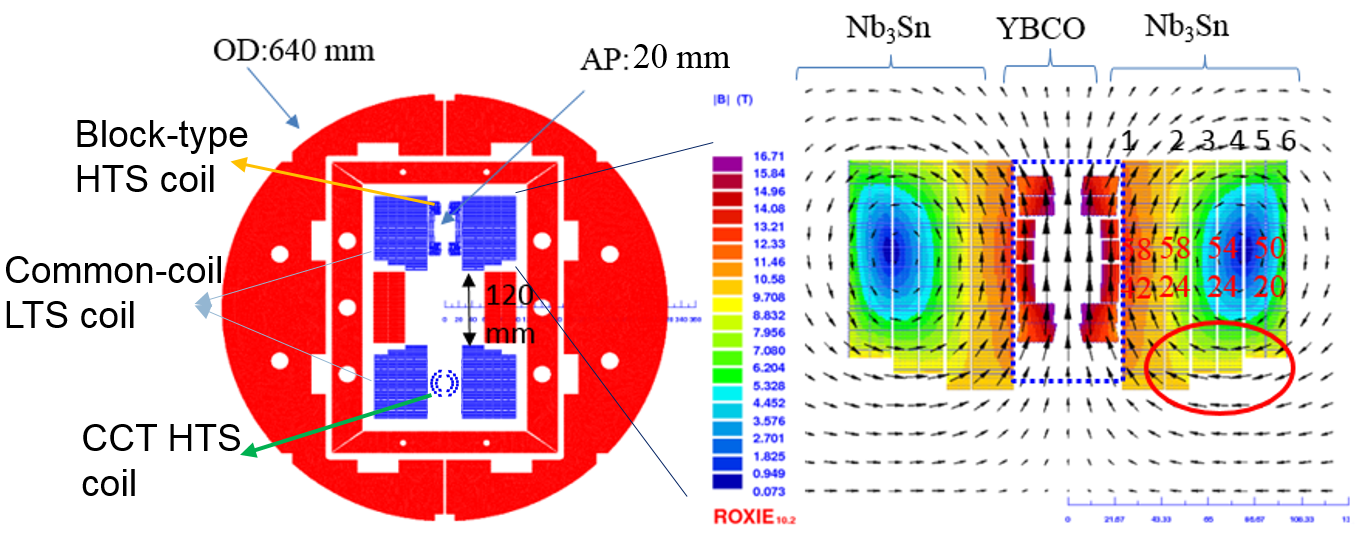 OD:640 mm
AP: 20 mm
Block-type
HTS coil
Common-coil
LTS coil
CCT HTS
coil
120
mm
Nb₃Sn
YBCO
Nb₃Sn
|B| (T)
16.71
15.84
14.96
14.08
13.21
12.33
11.46
10.58
9.708
8.832
7.956
7.080
6.204
5.328
4.452
3.576
2.701
1.825
0.949
0.073
ROXIE 10.2
1 2 3 4 5 6
58 54 50
24 24 20
0 21.67 43.33 65 86.67 108.33